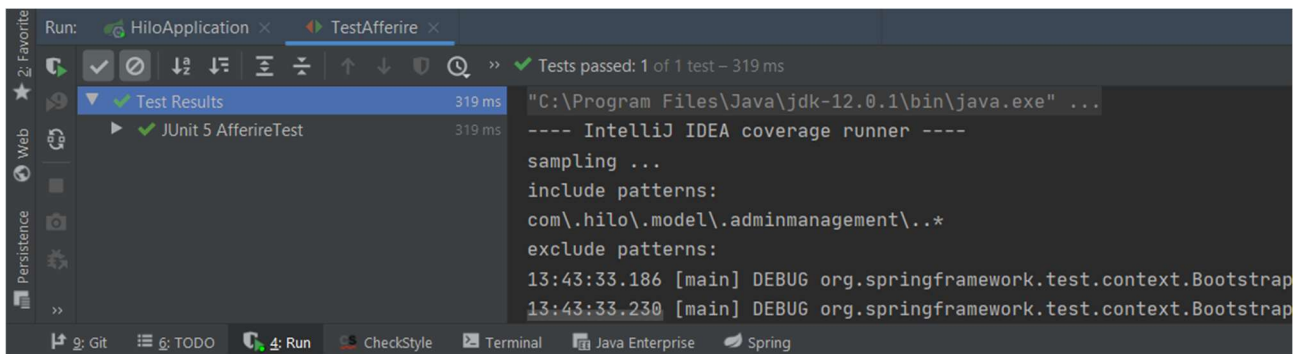 Run: HiloApplication × TestAfferire ×
2: Favorite
Web
Persistence
» Tests passed: 1 of 1 test – 319 ms
Test Results 319 ms
JUnit 5 AfferireTest 319 ms
"C:\Program Files\Java\jdk-12.0.1\bin\java.exe" ...
---- IntelliJ IDEA coverage runner ----
sampling ...
include patterns:
com\.hilo\.model\.adminmanagement\..*
exclude patterns:
13:43:33.186 [main] DEBUG org.springframework.test.context.Bootstrap
13:43:33.230 [main] DEBUG org.springframework.test.context.Bootstrap
»
9: Git 6: TODO 4: Run CS CheckStyle Terminal Java Enterprise Spring